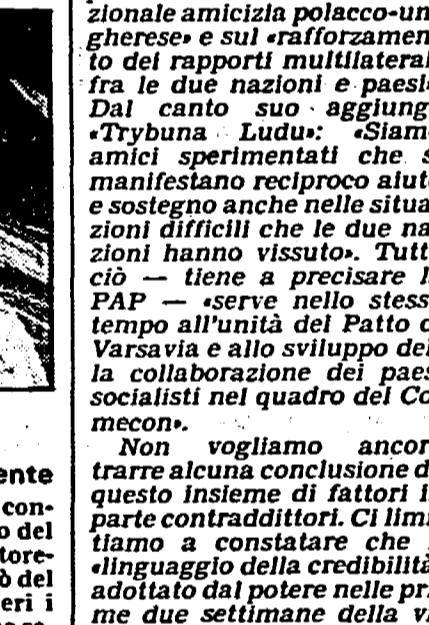 zionale amicizia polacco-un
gherese» e sul «rafforzamen
to dei rapporti multilateral
fra le due nazioni e paesi»
Dal canto suo aggiung
«Trybuna Ludu»: «Siam
amici sperimentati che s
manifestano reciproco aiut
e sostegno anche nelle situa
zioni difficili che le due na
zioni hanno vissuto». Tutt
ciò — tiene a precisare l
PAP — «serve nello stess
tempo all'unità del Patto d
Varsavia e allo sviluppo del
la collaborazione dei paes
socialisti nel quadro del Co
mecon».
Non vogliamo ancor
trarre alcuna conclusione d
questo insieme di fattori i
parte contraddittori. Ci limi
tiamo a constatare che
«linguaggio della credibilità
adottato dal potere nelle pr
me due settimane della vi
ente
con-
o del
tore-
ò del
eri i